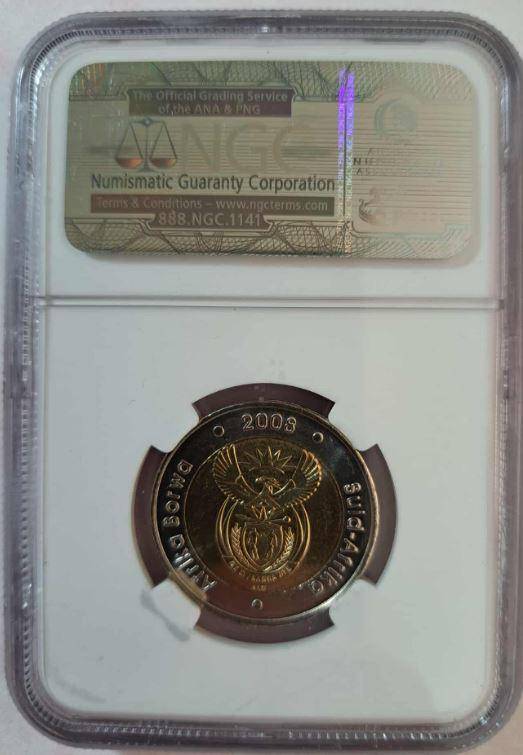 The Official Grading Service
of the ANA & PNG
NGC
Numismatic Guaranty Corporation
Terms & Conditions – www.ngcterms.com
888.NGC.1141
2008
Afrika Borwa
Suid-Afrika